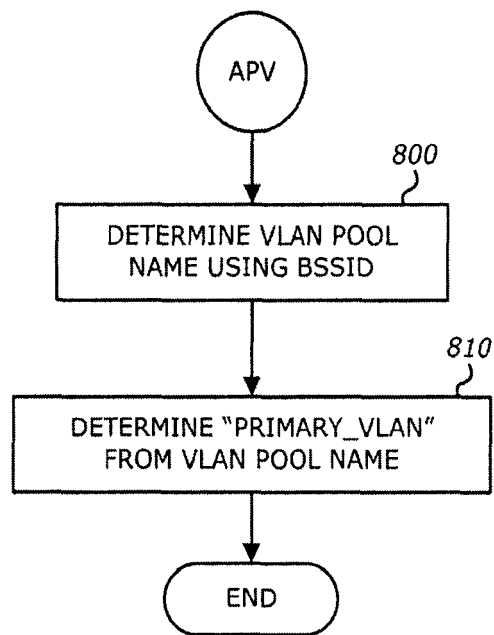 APV
800
DETERMINE VLAN POOL
NAME USING BSSID
810
DETERMINE “PRIMARY_VLAN”
FROM VLAN POOL NAME
END